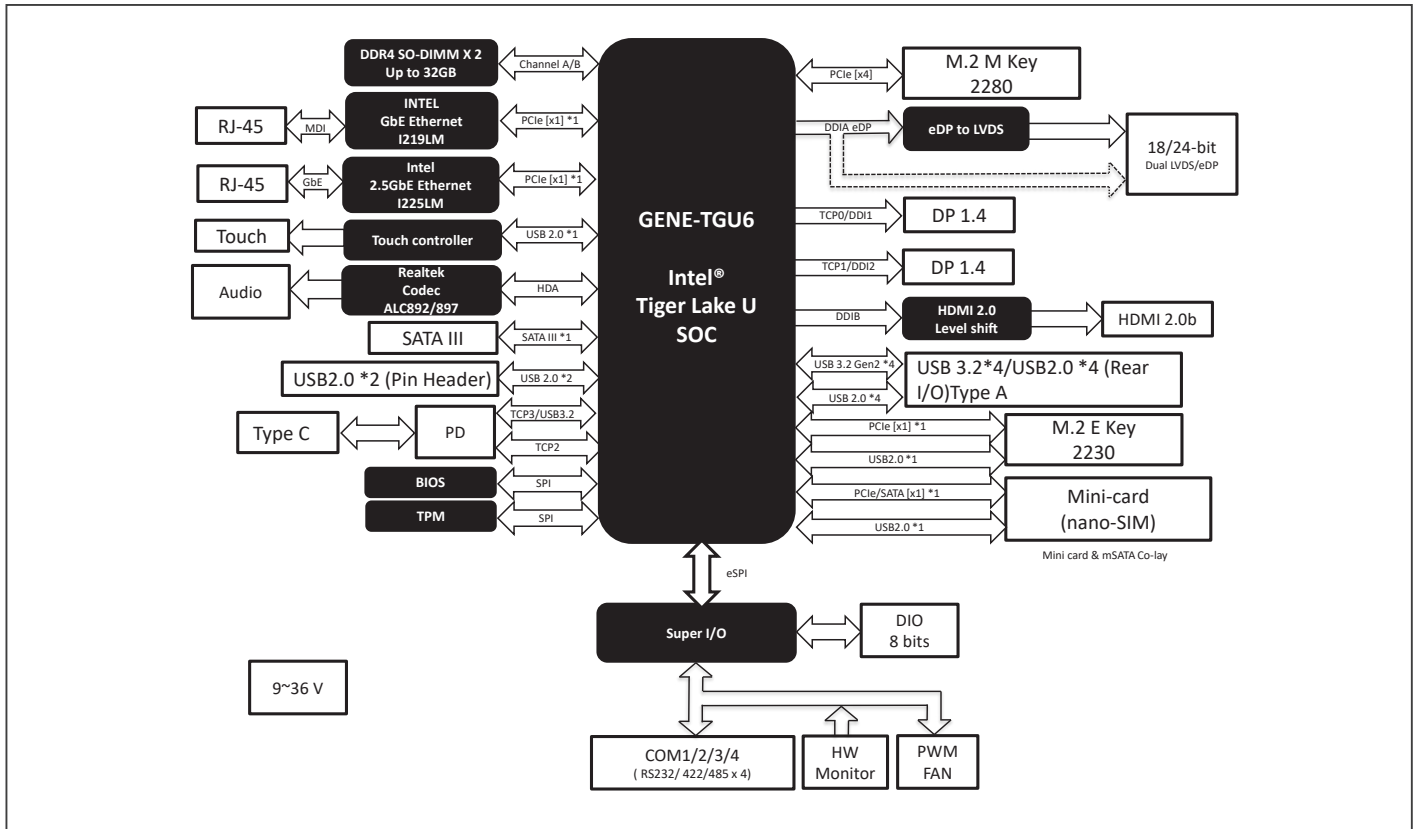 DDR4 SO-DIMM X 2
Up to 32GB
Channel A/B
RJ-45
MDI
INTEL
GbE Ethernet
I219LM
PCIe [x1] *1
RJ-45
GbE
Intel
2.5GbE Ethernet
I225LM
PCIe [x1] *1
Touch
Touch controller
USB 2.0 *1
Audio
Realtek
Codec
ALC892/897
HDA
SATA III
SATA III *1
USB2.0 *2 (Pin Header)
USB 2.0 *2
Type C
PD
TCP3/USB3.2
TCP2
BIOS
SPI
TPM
SPI
GENE-TGU6
Intel®
Tiger Lake U
SOC
PCIe [x4]
M.2 M Key
2280
DDIA eDP
eDP to LVDS
18/24-bit
Dual LVDS/eDP
TCP0/DDI1
DP 1.4
TCP1/DDI2
DP 1.4
DDIB
HDMI 2.0
Level shift
HDMI 2.0b
USB 3.2 Gen2 *4
USB 2.0 *4
USB 3.2*4/USB2.0 *4 (Rear
I/O)Type A
PCIe [x1] *1
USB2.0 *1
M.2 E Key
2230
PCIe/SATA [x1] *1
USB2.0 *1
Mini-card
(nano-SIM)
Mini card & mSATA Co-lay
eSPI
Super I/O
DIO
8 bits
9~36 V
COM1/2/3/4
( RS232/ 422/485 x 4)
HW
Monitor
PWM
FAN